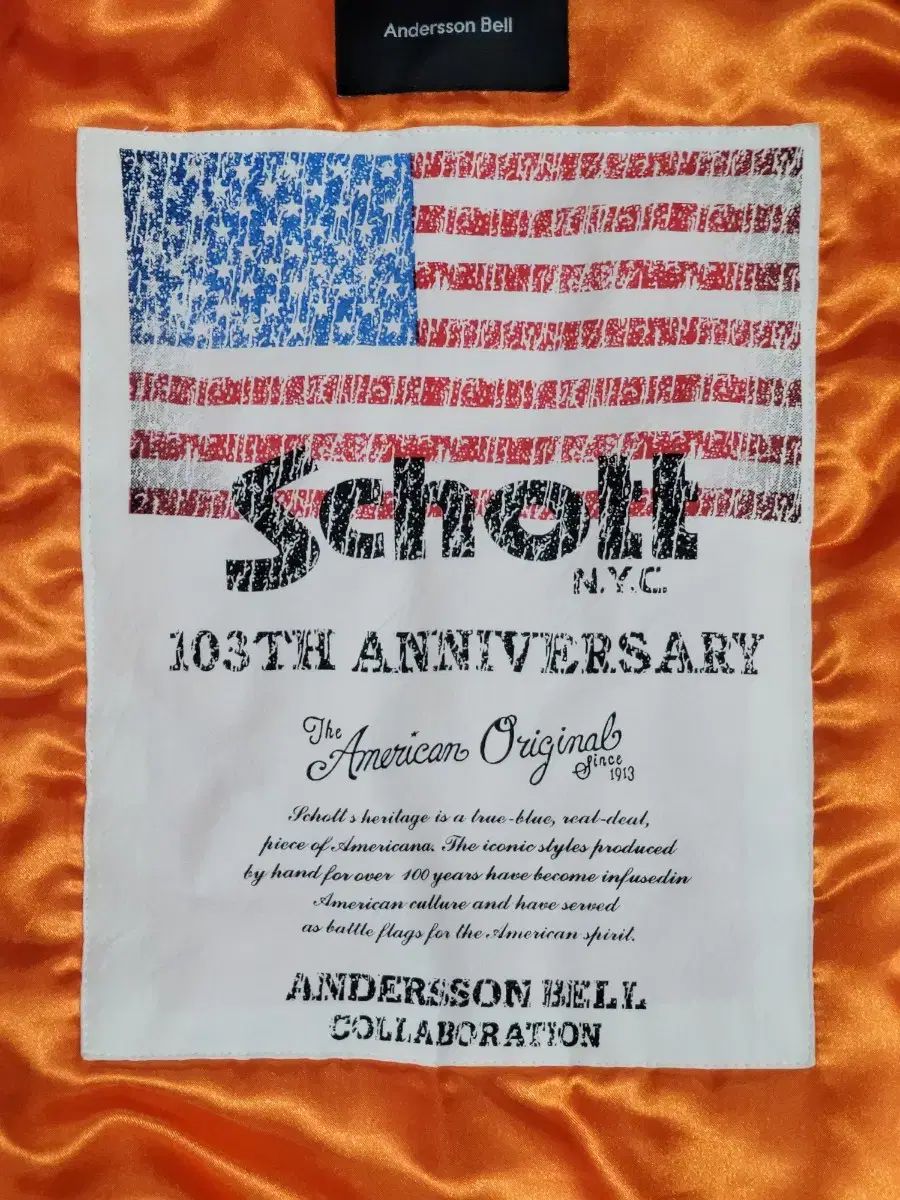 Andersson Bell
Schott
N.Y.C.
103TH ANNIVERSARY
The
American Original
Since
1913
Schott's heritage is a true-blue, real-deal,
piece of Americana. The iconic styles produced
by hand for over 100 years have become infusedin
American culture and have served
as battle flags for the American spirit.
ANDERSSON BELL
COLLABORATION